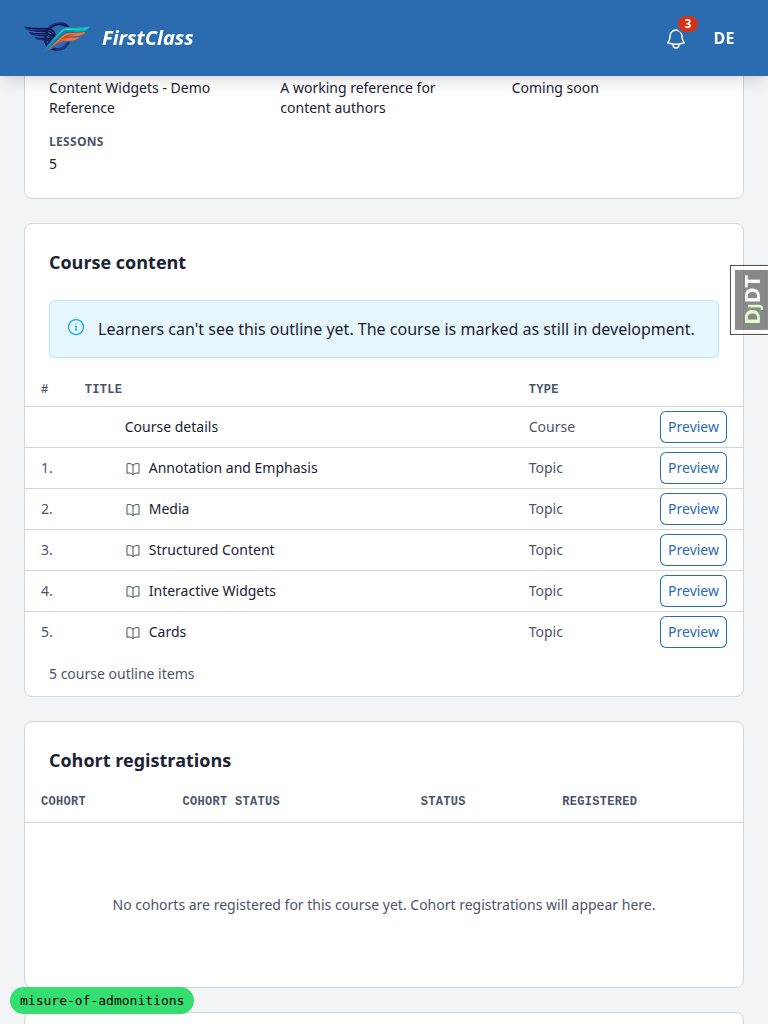 FirstClass
3
DE
Content Widgets - Demo Reference
A working reference for content authors
Coming soon
LESSONS
5
Course content
Learners can't see this outline yet. The course is marked as still in development.
DjDT
# TITLE TYPE
Course details Course Preview
1. Annotation and Emphasis Topic Preview
2. Media Topic Preview
3. Structured Content Topic Preview
4. Interactive Widgets Topic Preview
5. Cards Topic Preview
5 course outline items
Cohort registrations
COHORT COHORT STATUS STATUS REGISTERED
No cohorts are registered for this course yet. Cohort registrations will appear here.
misure-of-admonitions